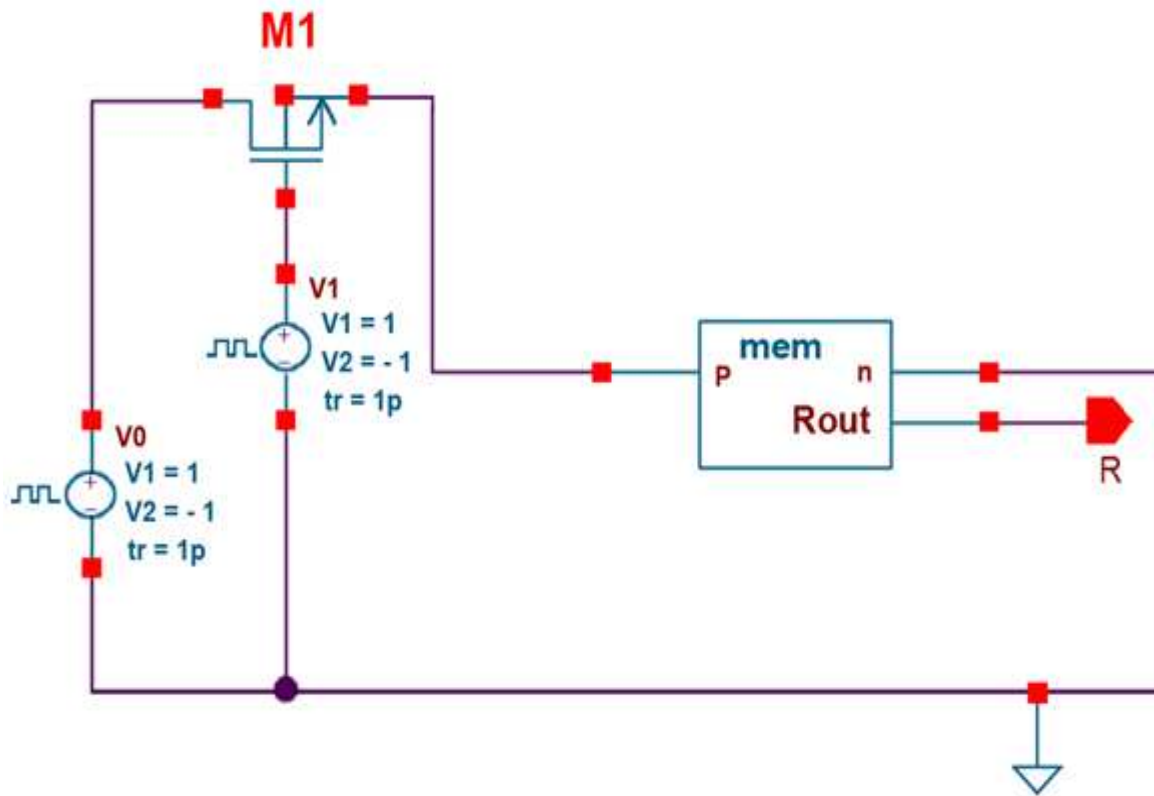 M1
V1
V1 = 1
V2 = - 1
tr = 1p
mem
P
n
Rout
R
V0
V1 = 1
V2 = - 1
tr = 1p